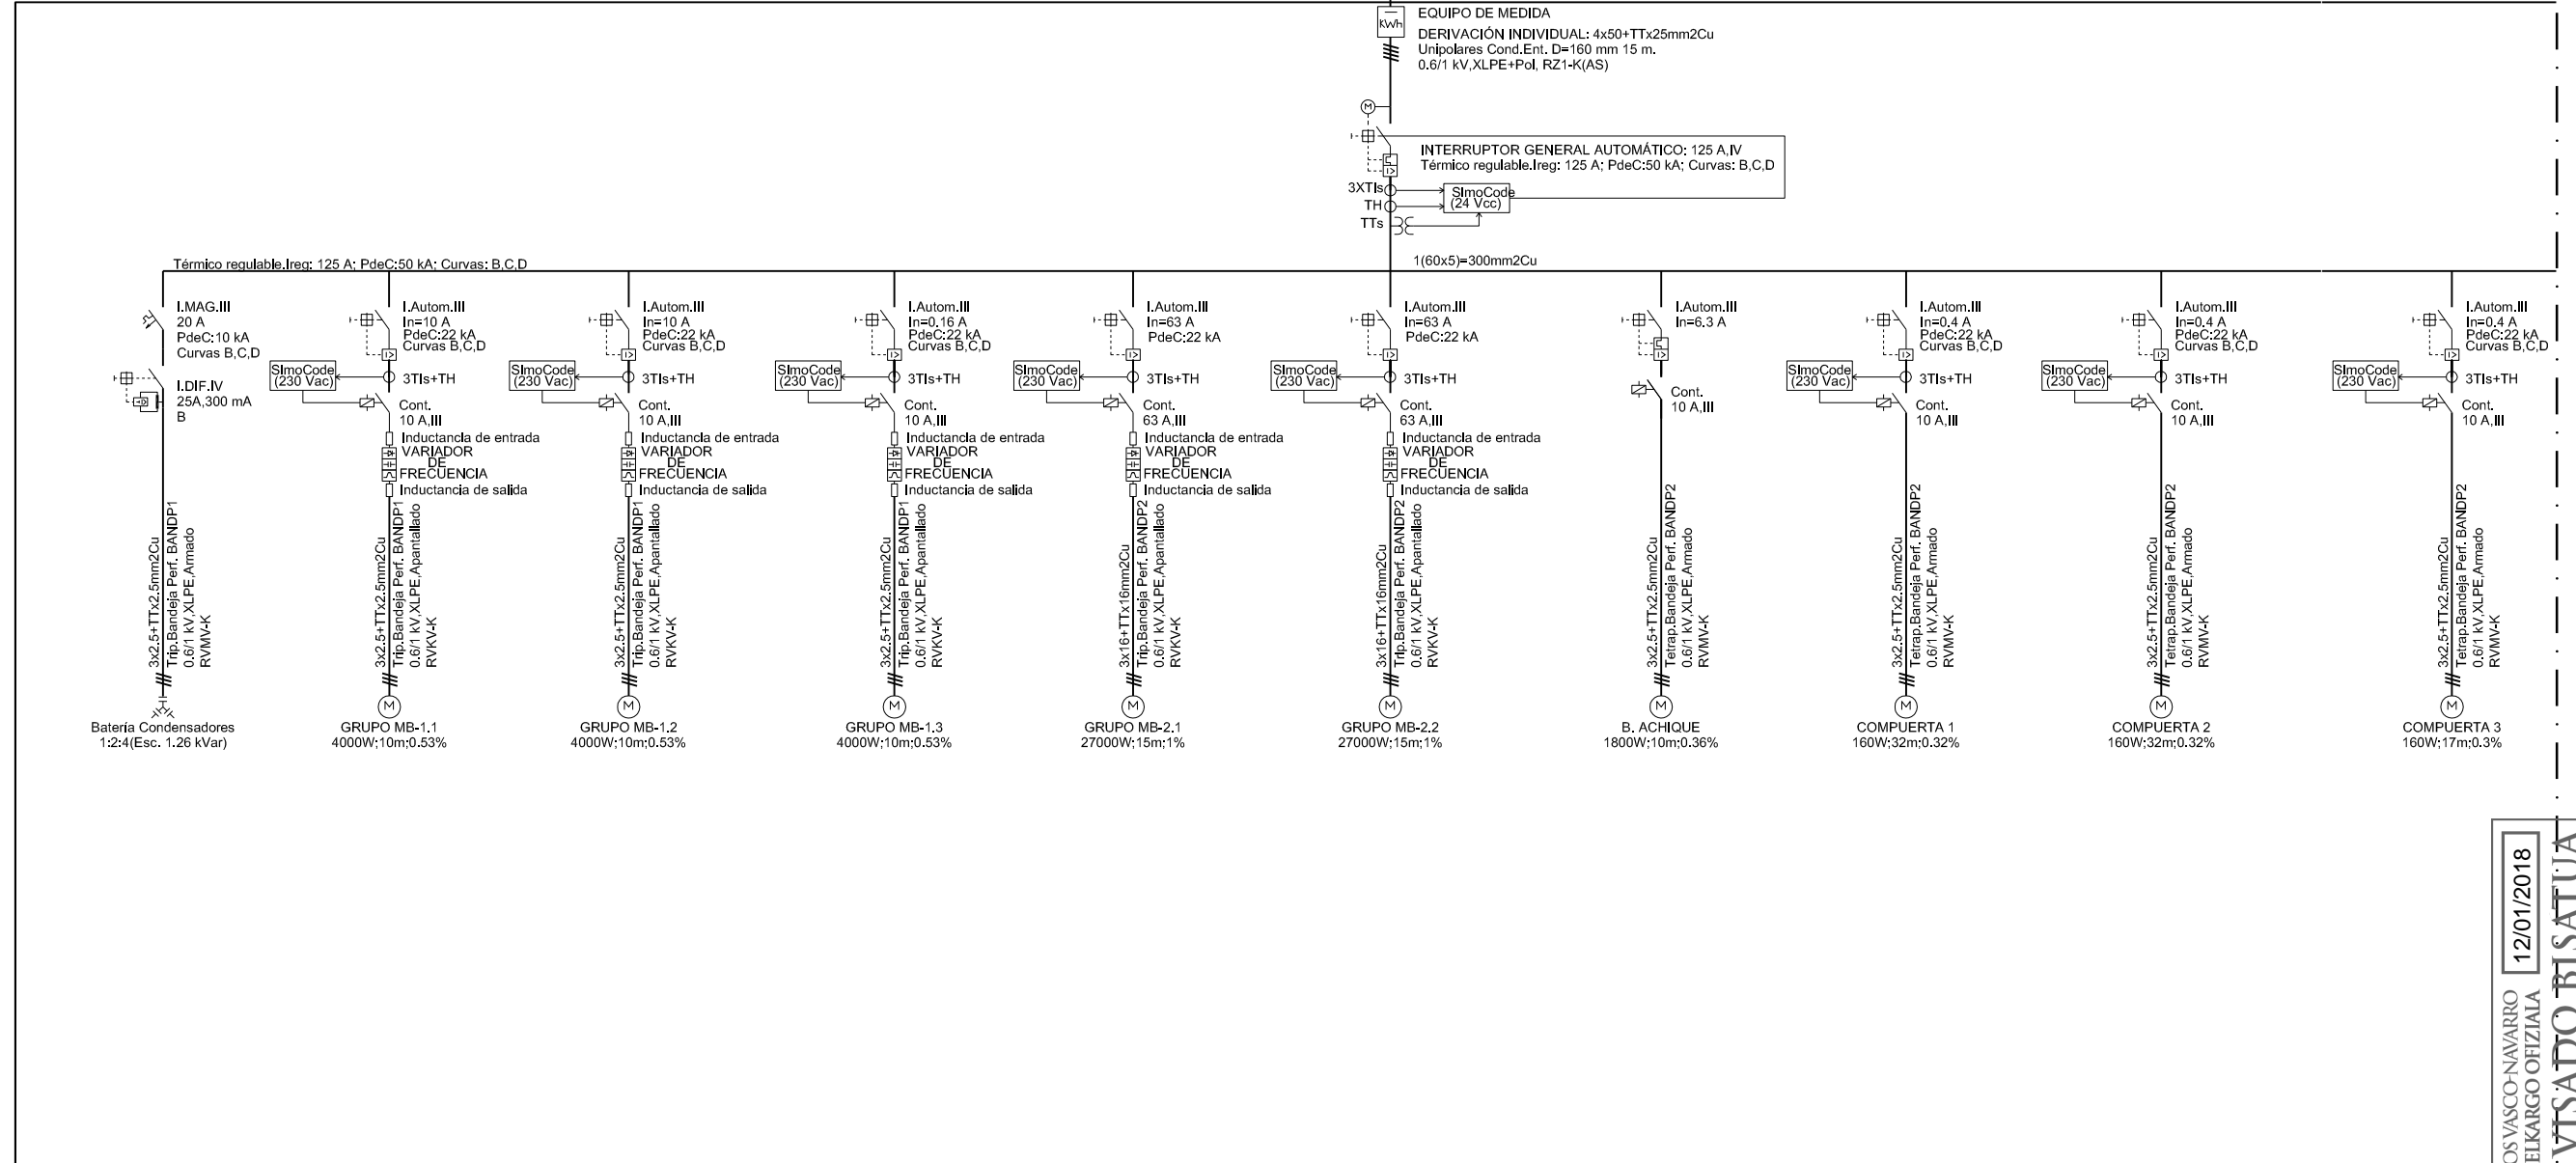 KWh
EQUIPO DE MEDIDA
DERIVACIÓN INDIVIDUAL: 4x50+TTx25mm2Cu
Unipolares Cond.Ent. D=160 mm 15 m.
0.6/1 kV,XLPE+Pol, RZ1-K(AS)
M
INTERRUPTOR GENERAL AUTOMÁTICO: 125 A,IV
Térmico regulable.Ireg: 125 A; PdeC:50 kA; Curvas: B,C,D
3XTIs
TH
TTs
SImoCode
(24 Vcc)
Térmico regulable.Ireg: 125 A; PdeC:50 kA; Curvas: B,C,D
1(60x5)=300mm2Cu
I.MAG.III
20 A
PdeC:10 kA
Curvas B,C,D
I.DIF.IV
25A,300 mA
B
3x2.5+TTx2.5mm2Cu
Trip.Bandeja Perf. BANDP1
0.6/1 kV,XLPE,Armado
RVMV-K
Batería Condensadores
1:2:4(Esc. 1.26 kVar)
I.Autom.III
In=10 A
PdeC:22 kA
Curvas B,C,D
SImoCode
(230 Vac)
3TIs+TH
Cont.
10 A,III
Inductancia de entrada
VARIADOR
DE
FRECUENCIA
Inductancia de salida
3x2.5+TTx2.5mm2Cu
Trip.Bandeja Perf. BANDP1
0.6/1 kV,XLPE,Apantallado
RVKV-K
M
GRUPO MB-1.1
4000W;10m;0.53%
I.Autom.III
In=10 A
PdeC:22 kA
Curvas B,C,D
SImoCode
(230 Vac)
3TIs+TH
Cont.
10 A,III
Inductancia de entrada
VARIADOR
DE
FRECUENCIA
Inductancia de salida
3x2.5+TTx2.5mm2Cu
Trip.Bandeja Perf. BANDP1
0.6/1 kV,XLPE,Apantallado
RVKV-K
M
GRUPO MB-1.2
4000W;10m;0.53%
I.Autom.III
In=0.16 A
PdeC:22 kA
Curvas B,C,D
SImoCode
(230 Vac)
3TIs+TH
Cont.
10 A,III
Inductancia de entrada
VARIADOR
DE
FRECUENCIA
Inductancia de salida
3x2.5+TTx2.5mm2Cu
Trip.Bandeja Perf. BANDP1
0.6/1 kV,XLPE,Apantallado
RVKV-K
M
GRUPO MB-1.3
4000W;10m;0.53%
I.Autom.III
In=63 A
PdeC:22 kA
SImoCode
(230 Vac)
3TIs+TH
Cont.
63 A,III
Inductancia de entrada
VARIADOR
DE
FRECUENCIA
Inductancia de salida
3x16+TTx16mm2Cu
Trip.Bandeja Perf. BANDP2
0.6/1 kV,XLPE,Apantallado
RVKV-K
M
GRUPO MB-2.1
27000W;15m;1%
I.Autom.III
In=63 A
PdeC:22 kA
SImoCode
(230 Vac)
3TIs+TH
Cont.
63 A,III
Inductancia de entrada
VARIADOR
DE
FRECUENCIA
Inductancia de salida
3x16+TTx16mm2Cu
Trip.Bandeja Perf. BANDP2
0.6/1 kV,XLPE,Apantallado
RVKV-K
M
GRUPO MB-2.2
27000W;15m;1%
I.Autom.III
In=6.3 A
Cont.
10 A,III
3x2.5+TTx2.5mm2Cu
Tetrap.Bandeja Perf. BANDP2
0.6/1 kV,XLPE,Armado
RVMV-K
M
B. ACHIQUE
1800W;10m;0.36%
I.Autom.III
In=0.4 A
PdeC:22 kA
Curvas B,C,D
SImoCode
(230 Vac)
3TIs+TH
Cont.
10 A,III
3x2.5+TTx2.5mm2Cu
Tetrap.Bandeja Perf. BANDP2
0.6/1 kV,XLPE,Armado
RVMV-K
M
COMPUERTA 1
160W;32m;0.32%
I.Autom.III
In=0.4 A
PdeC:22 kA
Curvas B,C,D
SImoCode
(230 Vac)
3TIs+TH
Cont.
10 A,III
3x2.5+TTx2.5mm2Cu
Tetrap.Bandeja Perf. BANDP2
0.6/1 kV,XLPE,Armado
RVMV-K
M
COMPUERTA 2
160W;32m;0.32%
I.Autom.III
In=0.4 A
PdeC:22 kA
Curvas B,C,D
SImoCode
(230 Vac)
3TIs+TH
Cont.
10 A,III
3x2.5+TTx2.5mm2Cu
Tetrap.Bandeja Perf. BANDP2
0.6/1 kV,XLPE,Armado
RVMV-K
M
COMPUERTA 3
160W;17m;0.3%
12/01/2018
OS VASCO-NAVARRO
ELKARGO OFIZIALA
VISADO BISATUA